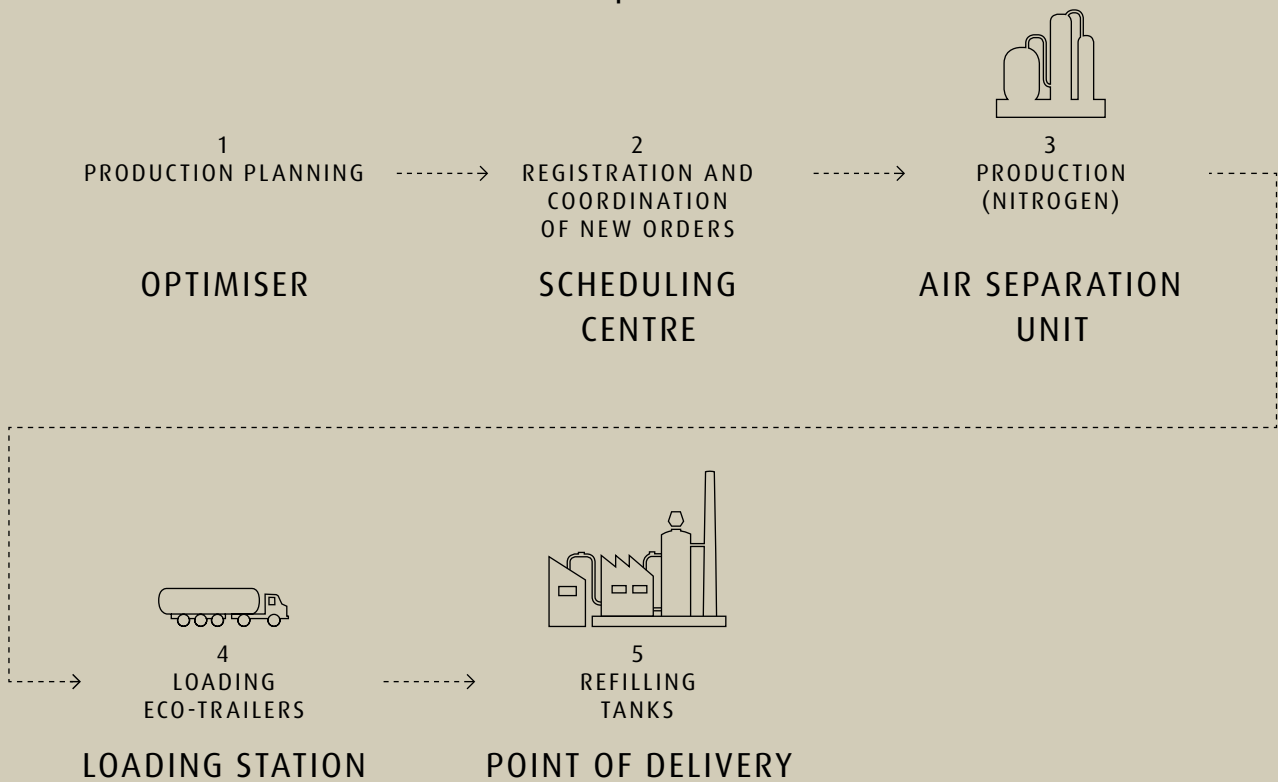 1
PRODUCTION PLANNING
OPTIMISER
2
REGISTRATION AND
COORDINATION
OF NEW ORDERS
SCHEDULING
CENTRE
3
PRODUCTION
(NITROGEN)
AIR SEPARATION
UNIT
4
LOADING
ECO-TRAILERS
LOADING STATION
5
REFILLING
TANKS
POINT OF DELIVERY